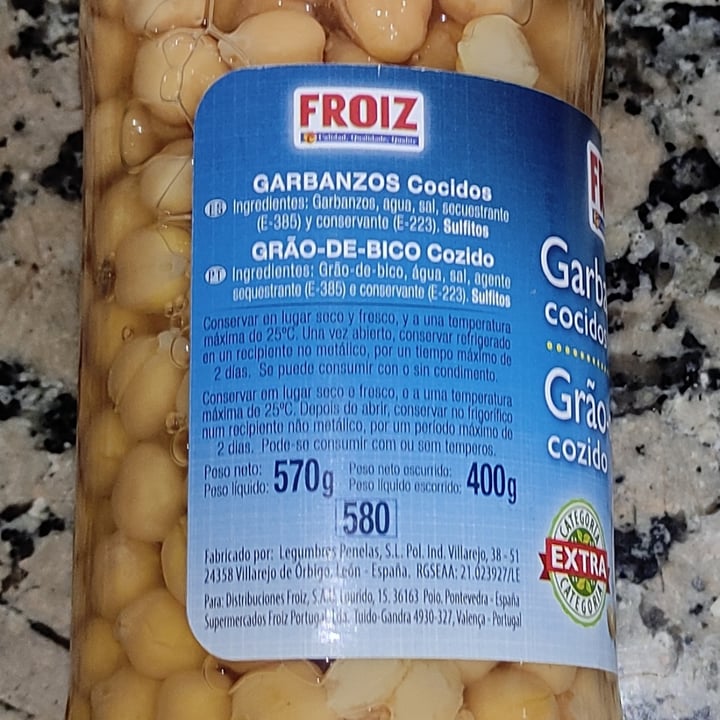 FROIZ
Calidad. Qualidade. Quality
GARBANZOS Cocidos
ES Ingredientes: Garbanzos, agua, sal, secuestrante
(E-385) y conservante (E-223). Sulfitos
GRÃO-DE-BICO Cozido
PT Ingredientes: Grão-de-bico, água, sal, agente
sequestrante (E-385) e conservante (E-223). Sulfitos
Conservar en lugar seco y fresco, y a una temperatura
máxima de 25ºC. Una vez abierto, conservar refrigerado
en un recipiente no metálico, por un tiempo máximo de
2 días. Se puede consumir con o sin condimento.
Conservar em lugar seco e fresco, e a uma temperatura
máxima de 25ºC. Depois de abrir, conservar no frigorífico
num recipiente não metálico, por um período máximo de
2 dias. Pode-se consumir com ou sem temperos.
Peso neto: 570g Peso neto escurrido: 400g
Peso líquido: Peso líquido escorrido:
580
Fabricado por: Legumbres Penelas, S.L. Pol. Ind. Villarejo, 38-51
24358 Villarejo de Órbigo, León - España. RGSEAA: 21.023927/LE
Para: Distribuciones Froiz, Lourido, 15. 36163 Poio. Pontevedra - España
Supermercados Froiz Tuido-Gandra 4930-327, Valença - Portugal
F
Garb
cocido
Grão
cozido
CATEGORÍA
EXTRA
CATEGORIA